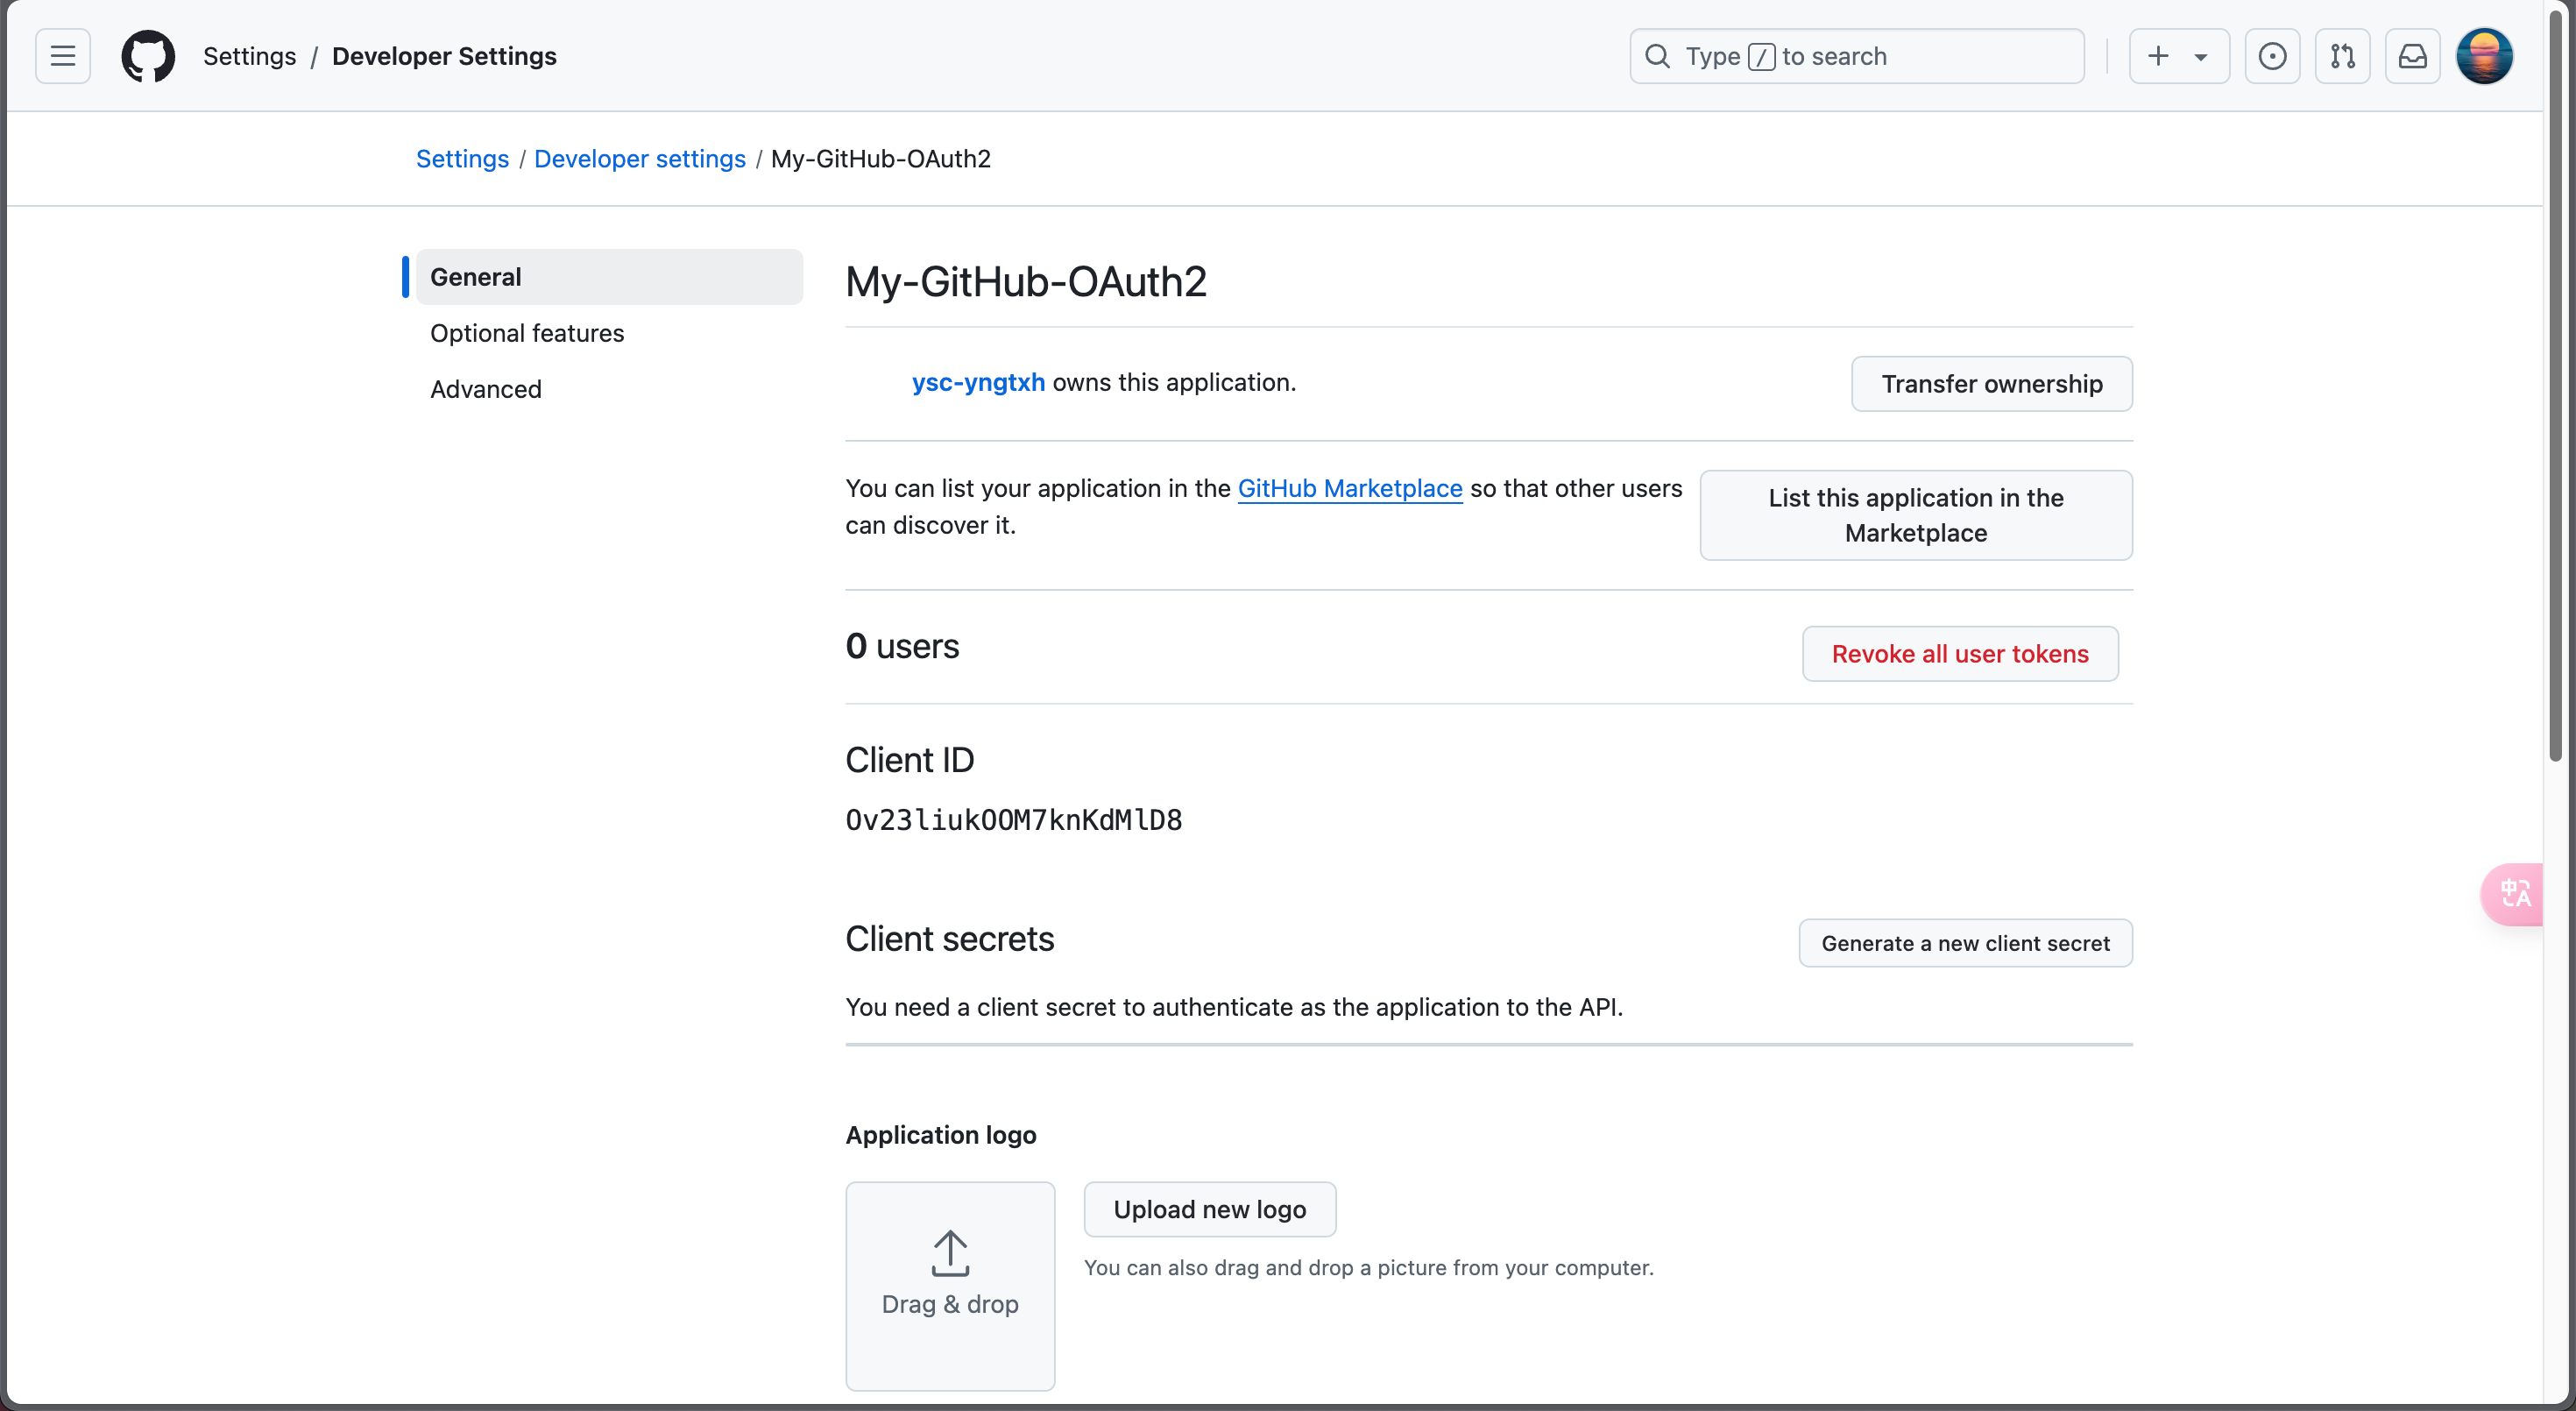 Settings / Developer Settings
Type / to search
Settings / Developer settings / My-GitHub-OAuth2
General
Optional features
Advanced
My-GitHub-OAuth2
ysc-yngtxh owns this application.
Transfer ownership
You can list your application in the GitHub Marketplace so that other users
can discover it.
List this application in the
Marketplace
0 users
Revoke all user tokens
Client ID
Ov23liukOOM7knKdMlD8
Client secrets
Generate a new client secret
You need a client secret to authenticate as the application to the API.
Application logo
Drag & drop
Upload new logo
You can also drag and drop a picture from your computer.
中 A